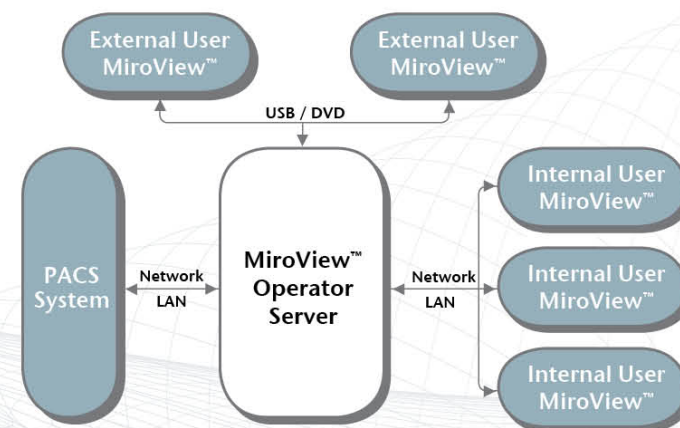 External User
MiroView™
External User
MiroView™
USB / DVD
PACS
System
Network
LAN
MiroView™
Operator
Server
Network
LAN
Internal User
MiroView™
Internal User
MiroView™
Internal User
MiroView™